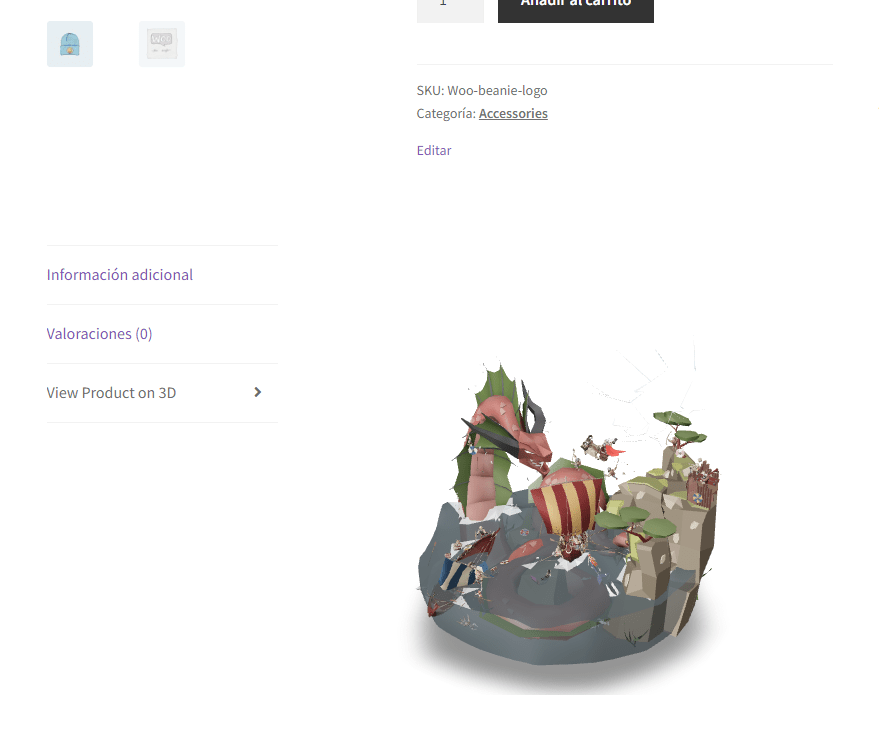 1
Añadir al carrito
SKU: Woo-beanie-logo
Categoría: Accessories
Editar
Información adicional
Valoraciones (0)
View Product on 3D